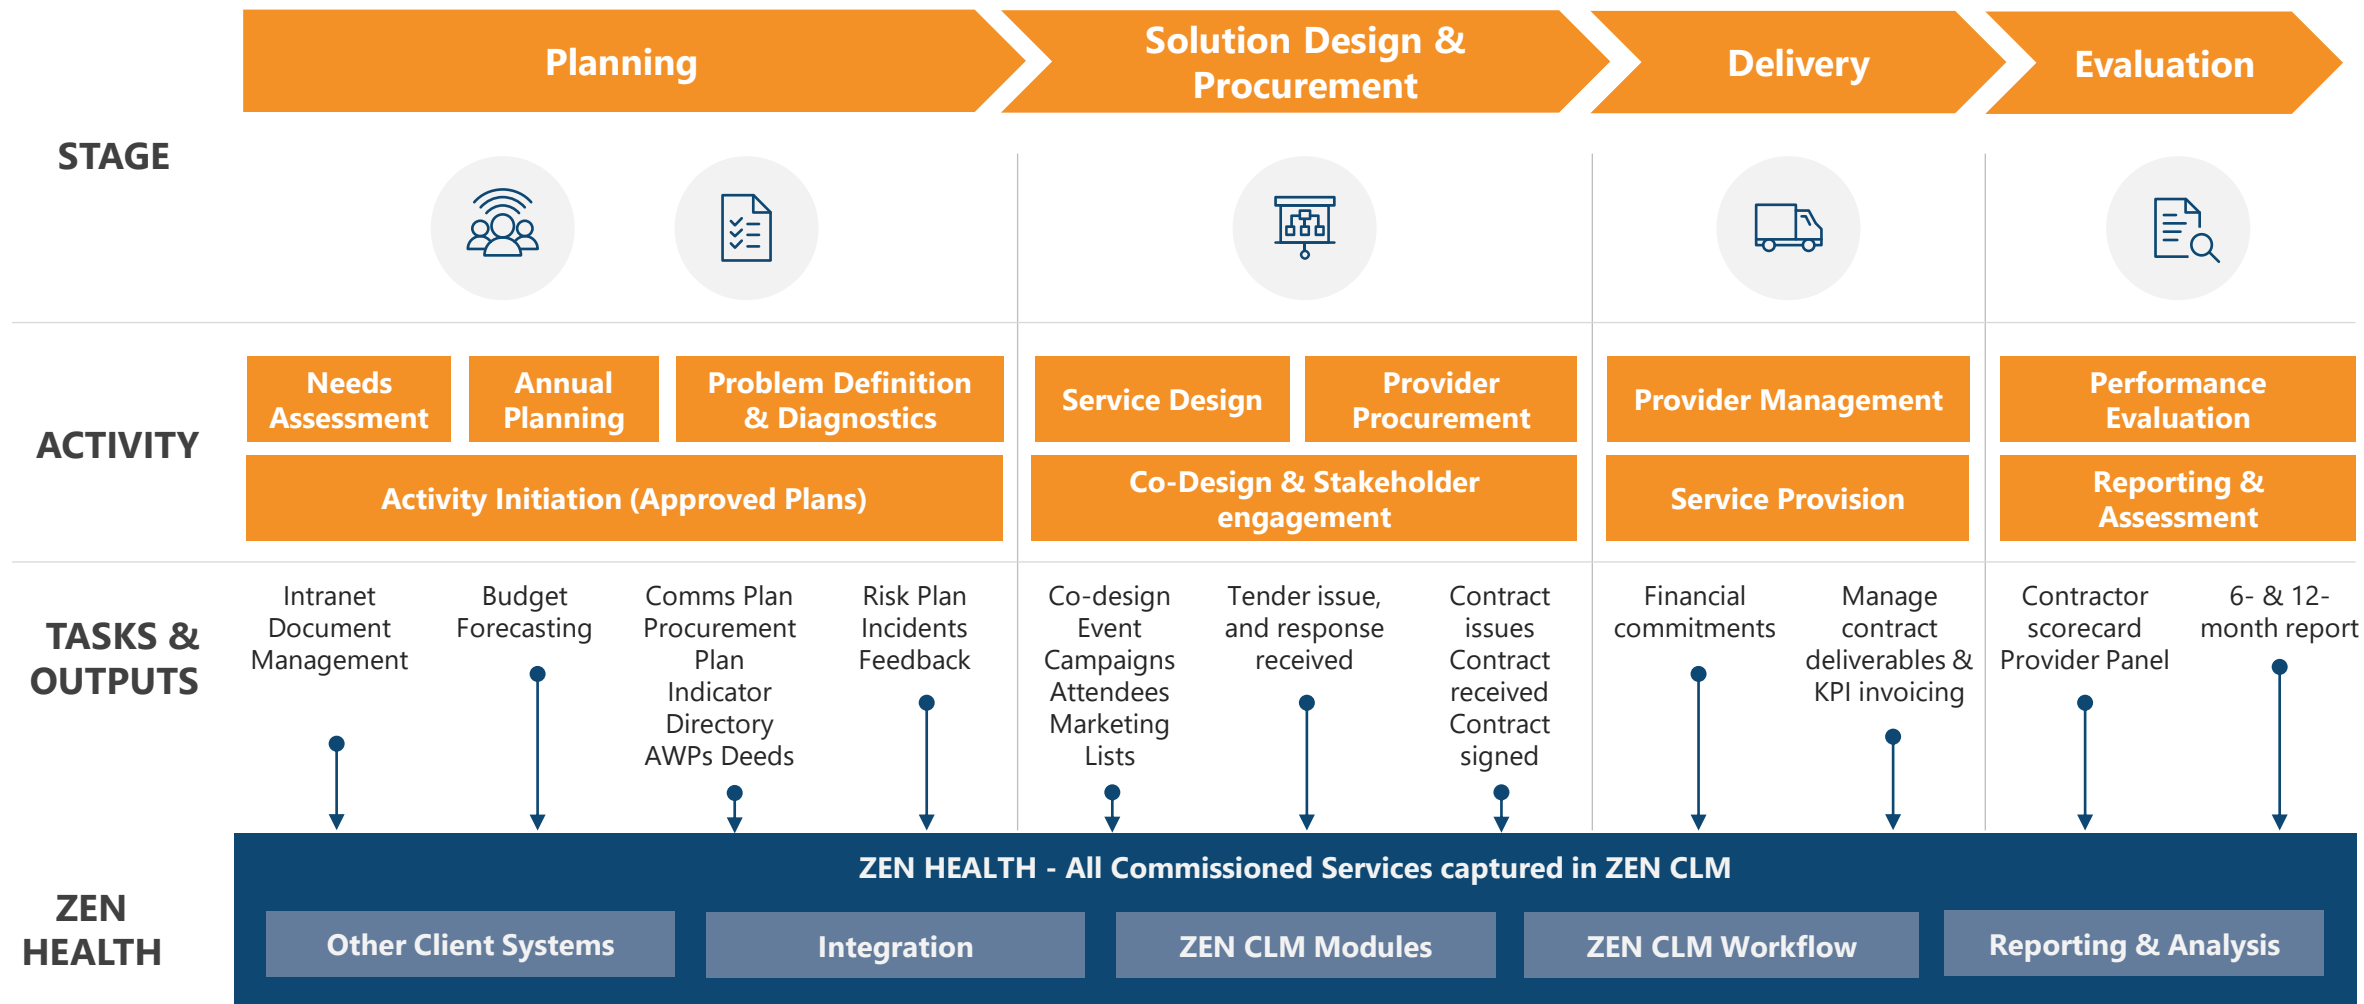 Planning
Solution Design &
Procurement
Delivery
Evaluation
STAGE
ACTIVITY
Needs
Assessment
Annual
Planning
Problem Definition
& Diagnostics
Service Design
Provider
Procurement
Provider Management
Performance
Evaluation
Activity Initiation (Approved Plans)
Co-Design & Stakeholder
engagement
Service Provision
Reporting &
Assessment
TASKS &
OUTPUTS
Intranet
Document
Management
Budget
Forecasting
Comms Plan
Procurement
Plan
Indicator
Directory
AWPs Deeds
Risk Plan
Incidents
Feedback
Co-design
Event
Campaigns
Attendees
Marketing
Lists
Tender issue,
and response
received
Contract
issues
Contract
received
Contract
signed
Financial
commitments
Manage
contract
deliverables &
KPI invoicing
Contractor
scorecard
Provider Panel
6- & 12-
month report
ZEN
HEALTH
ZEN HEALTH - All Commissioned Services captured in ZEN CLM
Other Client Systems
Integration
ZEN CLM Modules
ZEN CLM Workflow
Reporting & Analysis